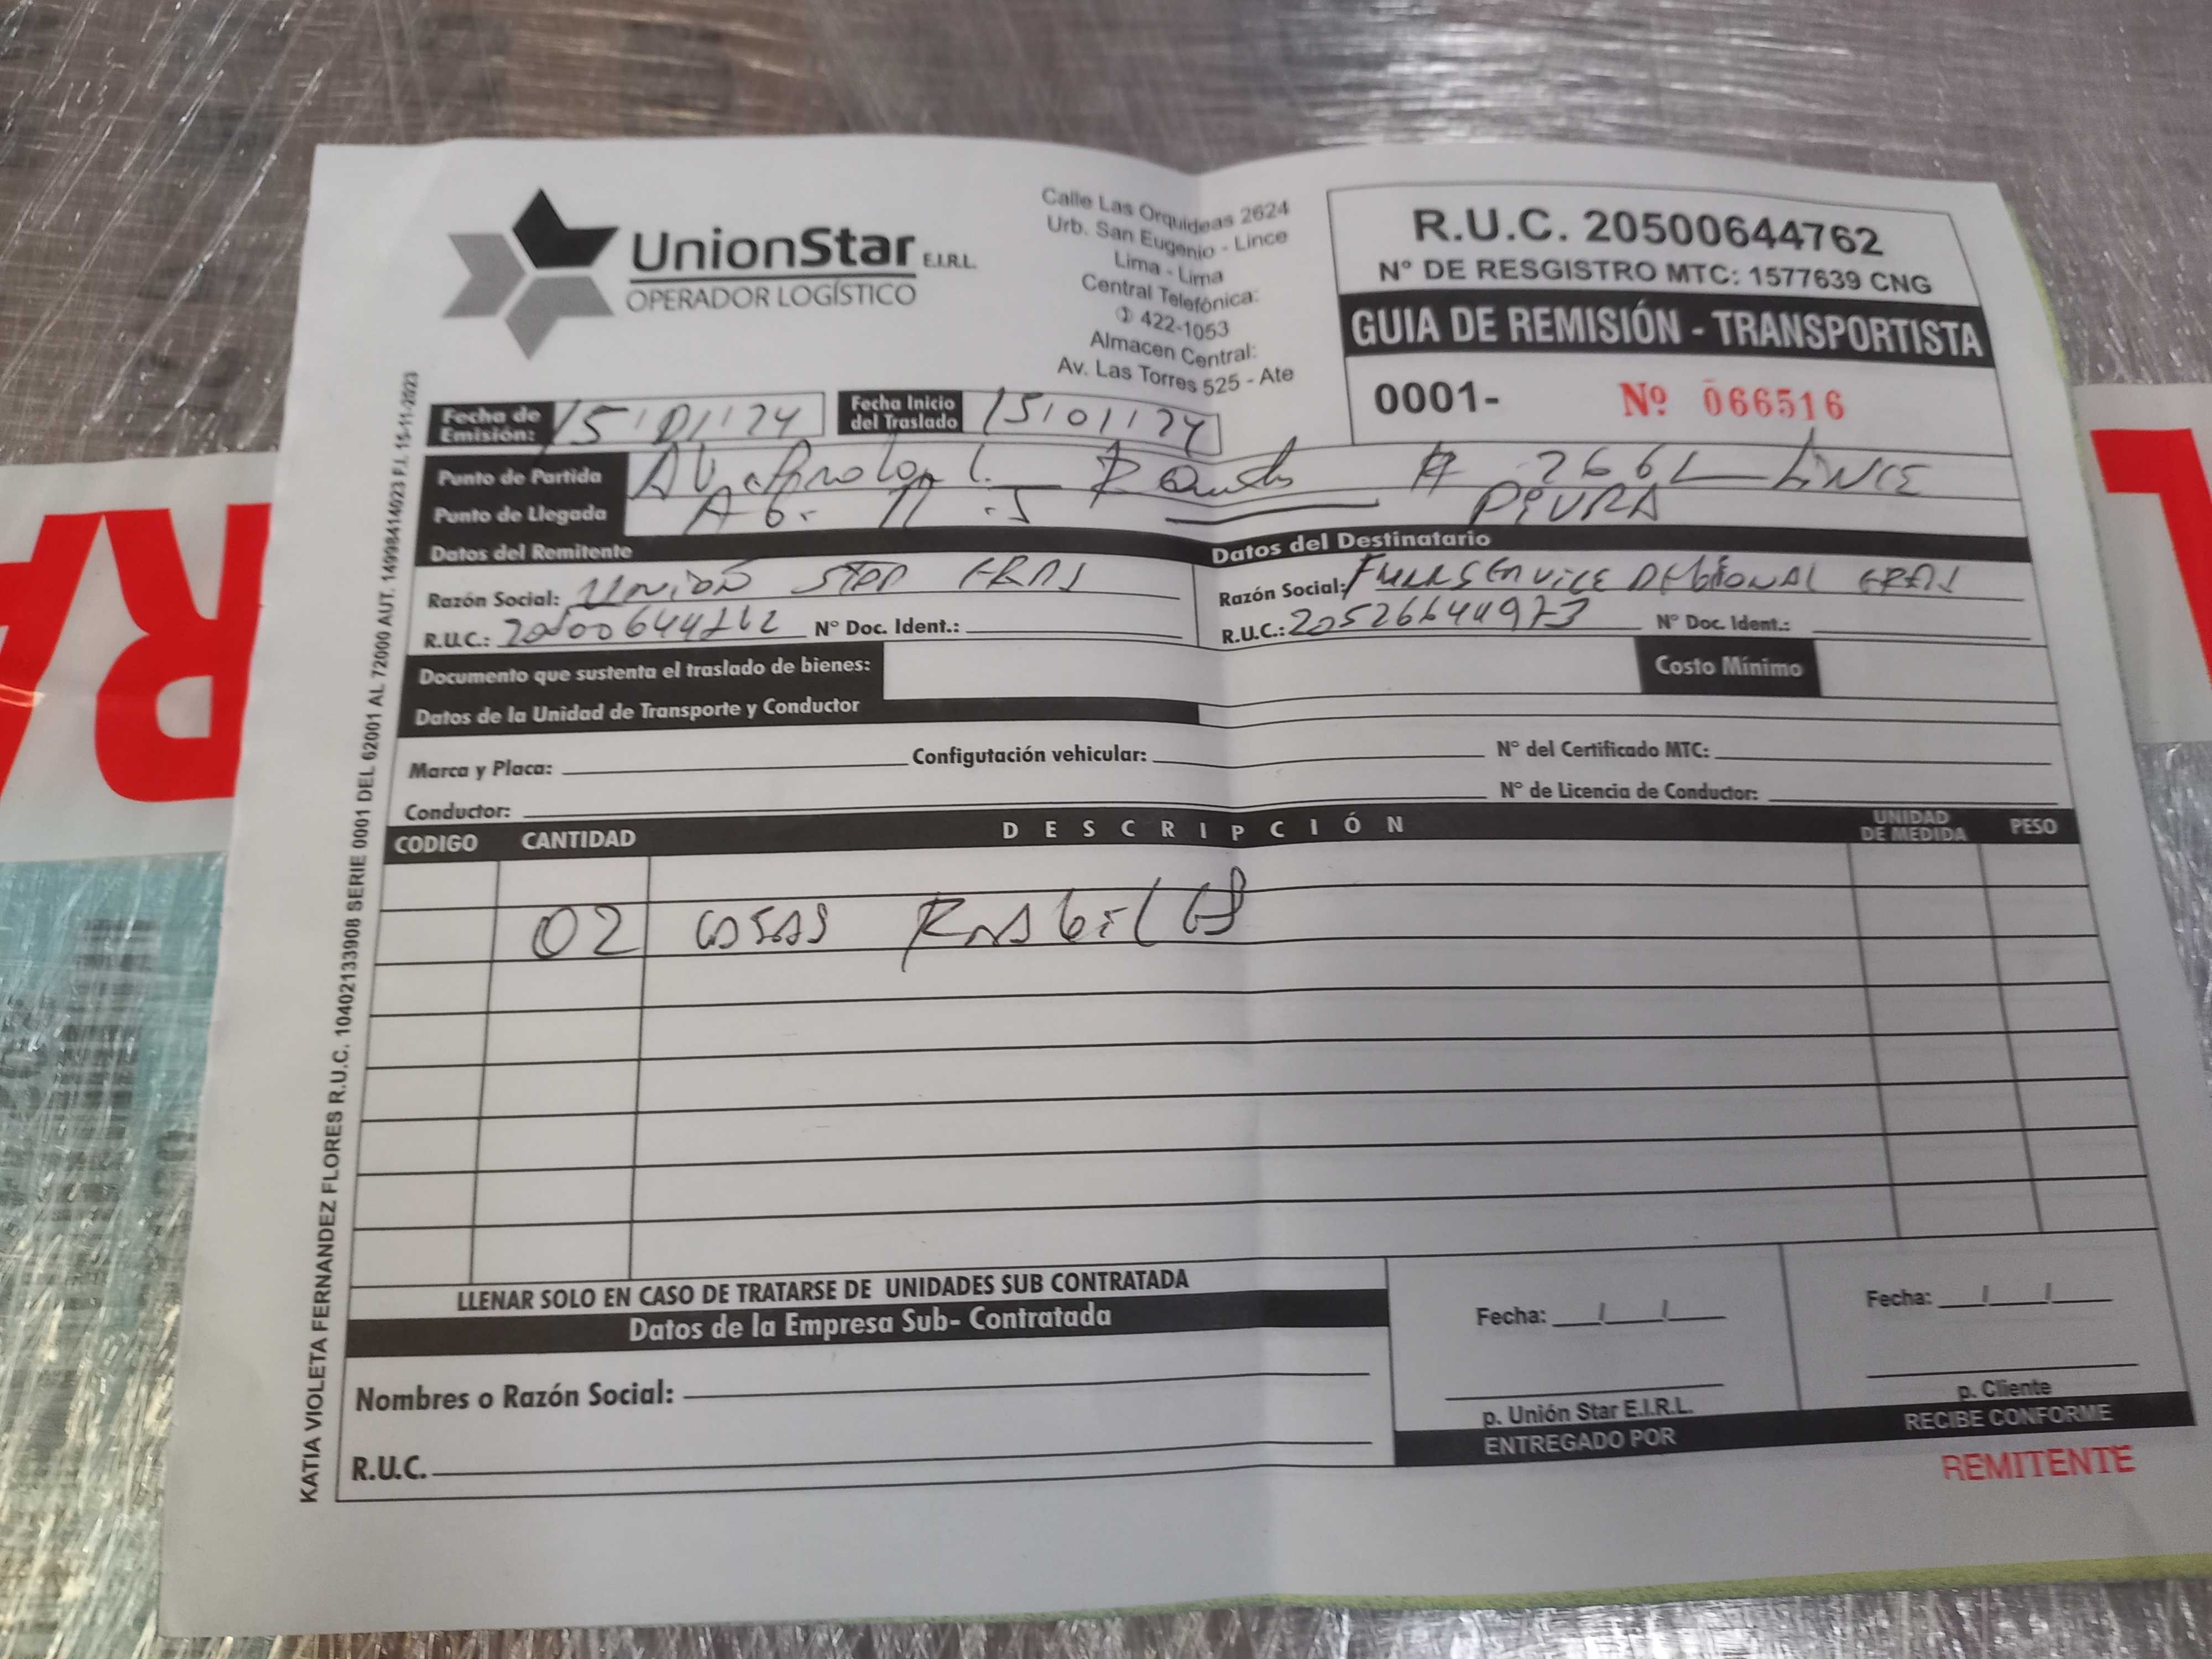 UnionStar E.I.R.L.
OPERADOR LOGÍSTICO
Calle Las Orquideas 2624
Urb. San Eugenio - Lince
Lima - Lima
Central Telefónica:
422-1053
Almacen Central:
Av. Las Torres 525 - Ate
R.U.C. 20500644762
N° DE RESGISTRO MTC: 1577639 CNG
GUIA DE REMISIÓN - TRANSPORTISTA
0001- Nº 066516
Fecha de Emisión: 15/01/24 Fecha Inicio del Traslado 15/01/24
Punto de Partida AV. # LINCE
Punto de Llegada PIURA
Datos del Remitente
Razón Social: UNION STAR
R.U.C.: N° Doc. Ident.:
Datos del Destinatario
Razón Social:
R.U.C.: 20526644973 N° Doc. Ident.:
Documento que sustenta el traslado de bienes: Costo Mínimo
Datos de la Unidad de Transporte y Conductor
Marca y Placa: Configutación vehicular: N° del Certificado MTC:
Conductor: N° de Licencia de Conductor:
CODIGO CANTIDAD DESCRIPCIÓN UNIDAD DE MEDIDA PESO
02
LLENAR SOLO EN CASO DE TRATARSE DE UNIDADES SUB CONTRATADA
Datos de la Empresa Sub- Contratada
Nombres o Razón Social:
R.U.C.
Fecha: / /
p. Unión Star E.I.R.L.
ENTREGADO POR
Fecha: / /
p. Cliente
RECIBE CONFORME
REMITENTE
KATIA VIOLETA FERNANDEZ FLORES R.U.C. 10402133908 SERIE 0001 DEL 62001 AL 72000 AUT. 14998414023 F.I. 15-11-2023